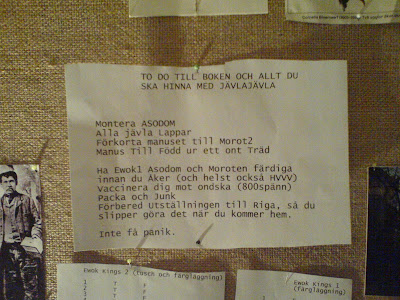 TO DO TILL BOKEN OCH ALLT DU
SKA HINNA MED JÄVLAJÄVLA
Montera ASODOM
Alla jävla Lappar
Förkorta manuset till Morot2
Manus Till Född ur ett ont Träd
Ha Ewok1 Asodom och Moroten färdiga
innan du Åker (och helst också HVVV)
Vaccinera dig mot ondska (800spänn)
Packa och Junk
Förbered Utställningen till Riga, så du
slipper göra det när du kommer hem.
Inte få panik.
Ewok Kings 2 (tusch och färgläggning)
Ewok Kings 1
(färgläggning)